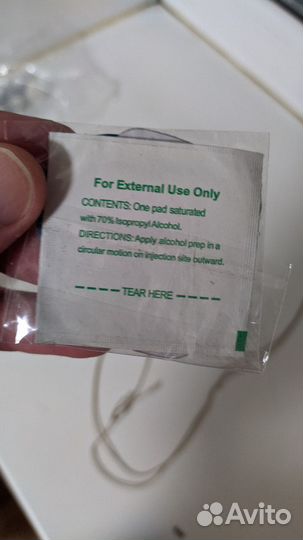 For External Use Only
CONTENTS: One pad saturated
with 70% Isopropyl Alcohol.
DIRECTIONS: Apply alcohol prep in a
circular motion on injection site outward.
---- TEAR HERE ----
Avito